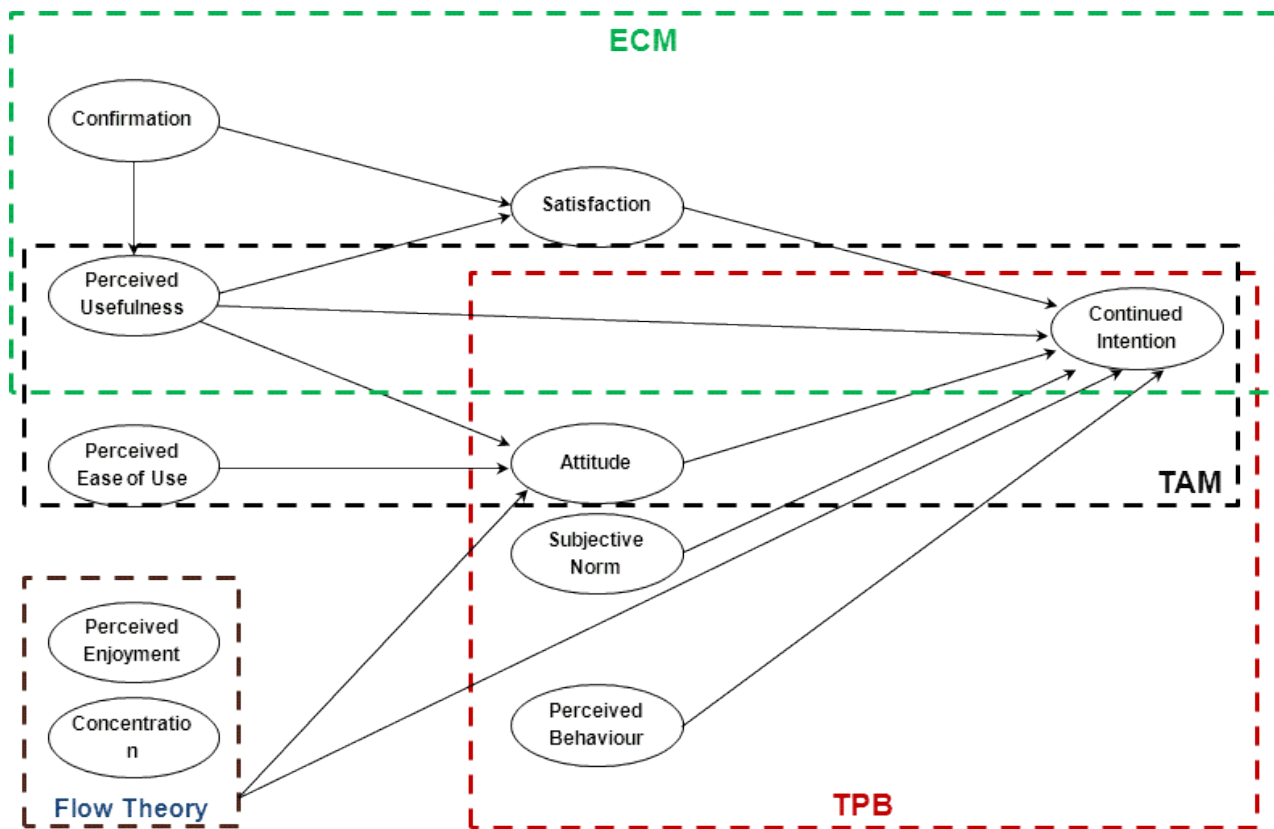 ECM
Confirmation
Satisfaction
Perceived
Usefulness
Continued
Intention
Perceived
Ease of Use
Attitude
TAM
Subjective
Norm
Perceived
Enjoyment
Concentratio
n
Perceived
Behaviour
Flow Theory
TPB